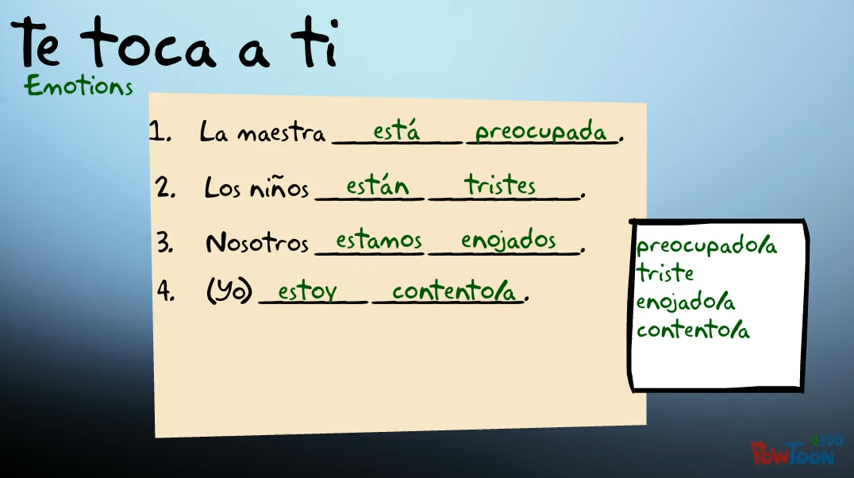 Te toca a ti
Emotions
1. La maestra está preocupada.
2. Los niños están tristes.
3. Nosotros estamos enojados.
4. (Yo) estoy contento/a.
preocupado/a
triste
enojado/a
contento/a
4EDU
PowToon